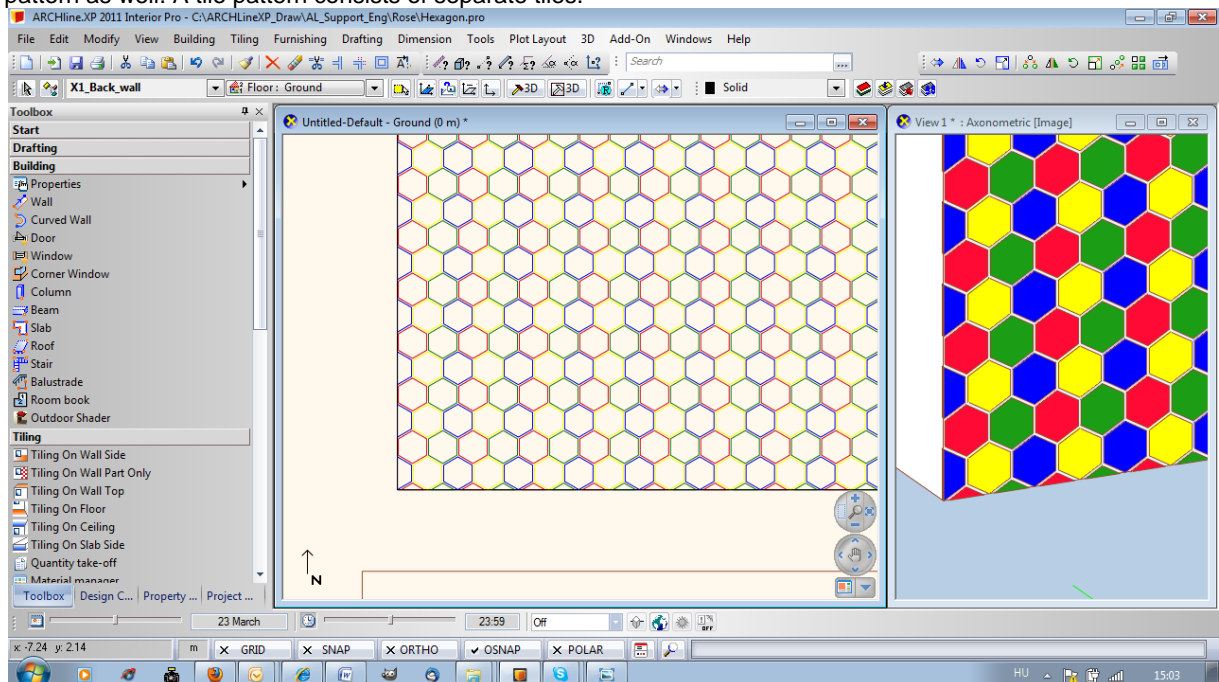 pattern as well. A tile pattern consists of separate tiles.
ARCHline.XP 2011 Interior Pro - C:\ARCHLineXP_Draw\AL_Support_Eng\Rose\Hexagon.pro
File Edit Modify View Building Tiling Furnishing Drafting Dimension Tools Plot Layout 3D Add-On Windows Help
Search
X1_Back_wall Floor: Ground 3D 3D Solid
Toolbox
Untitled-Default - Ground (0 m) *
View 1 * : Axonometric [Image]
Start
Drafting
Building
Properties
Wall
Curved Wall
Door
Window
Corner Window
Column
Beam
Slab
Roof
Stair
Balustrade
Room book
Outdoor Shader
Tiling
Tiling On Wall Side
Tiling On Wall Part Only
Tiling On Wall Top
Tiling On Floor
Tiling On Ceiling
Tiling On Slab Side
Quantity take-off
Material manager
N
Toolbox Design C... Property ... Project ...
23 March 23:59 Off OFF
x: -7.24 y: 2.14 m GRID SNAP ORTHO OSNAP POLAR
HU 15:03